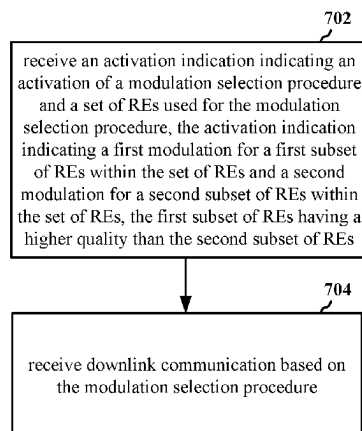 702
receive an activation indication indicating an
activation of a modulation selection procedure
and a set of REs used for the modulation
selection procedure, the activation indication
indicating a first modulation for a first subset
of REs within the set of REs and a second
modulation for a second subset of REs within
the set of REs, the first subset of REs having a
higher quality than the second subset of REs
704
receive downlink communication based on
the modulation selection procedure